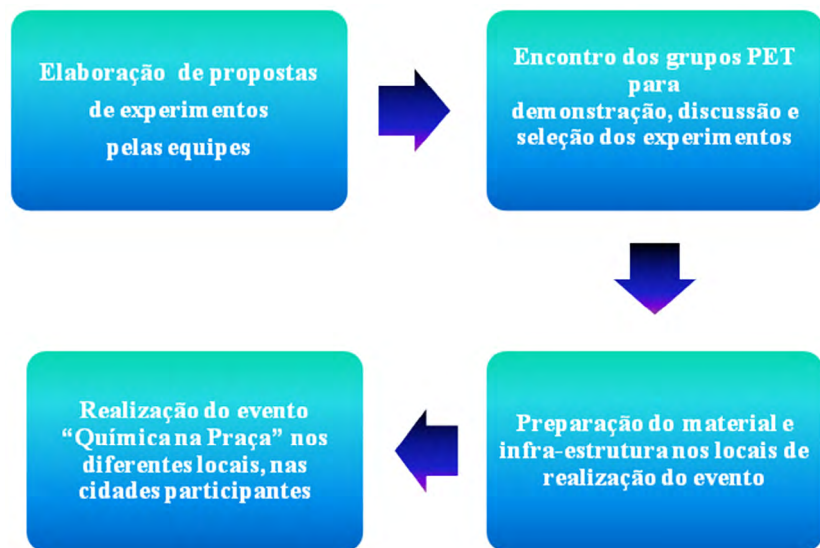 Elaboração de propostas
de experimentos
pelas equipes
Encontro dos grupos PET
para
demonstração, discussão e
seleção dos experimentos
Preparação do material e
infra-estrutura nos locais de
realização do evento
Realização do evento
“Química na Praça” nos
diferentes locais, nas
cidades participantes